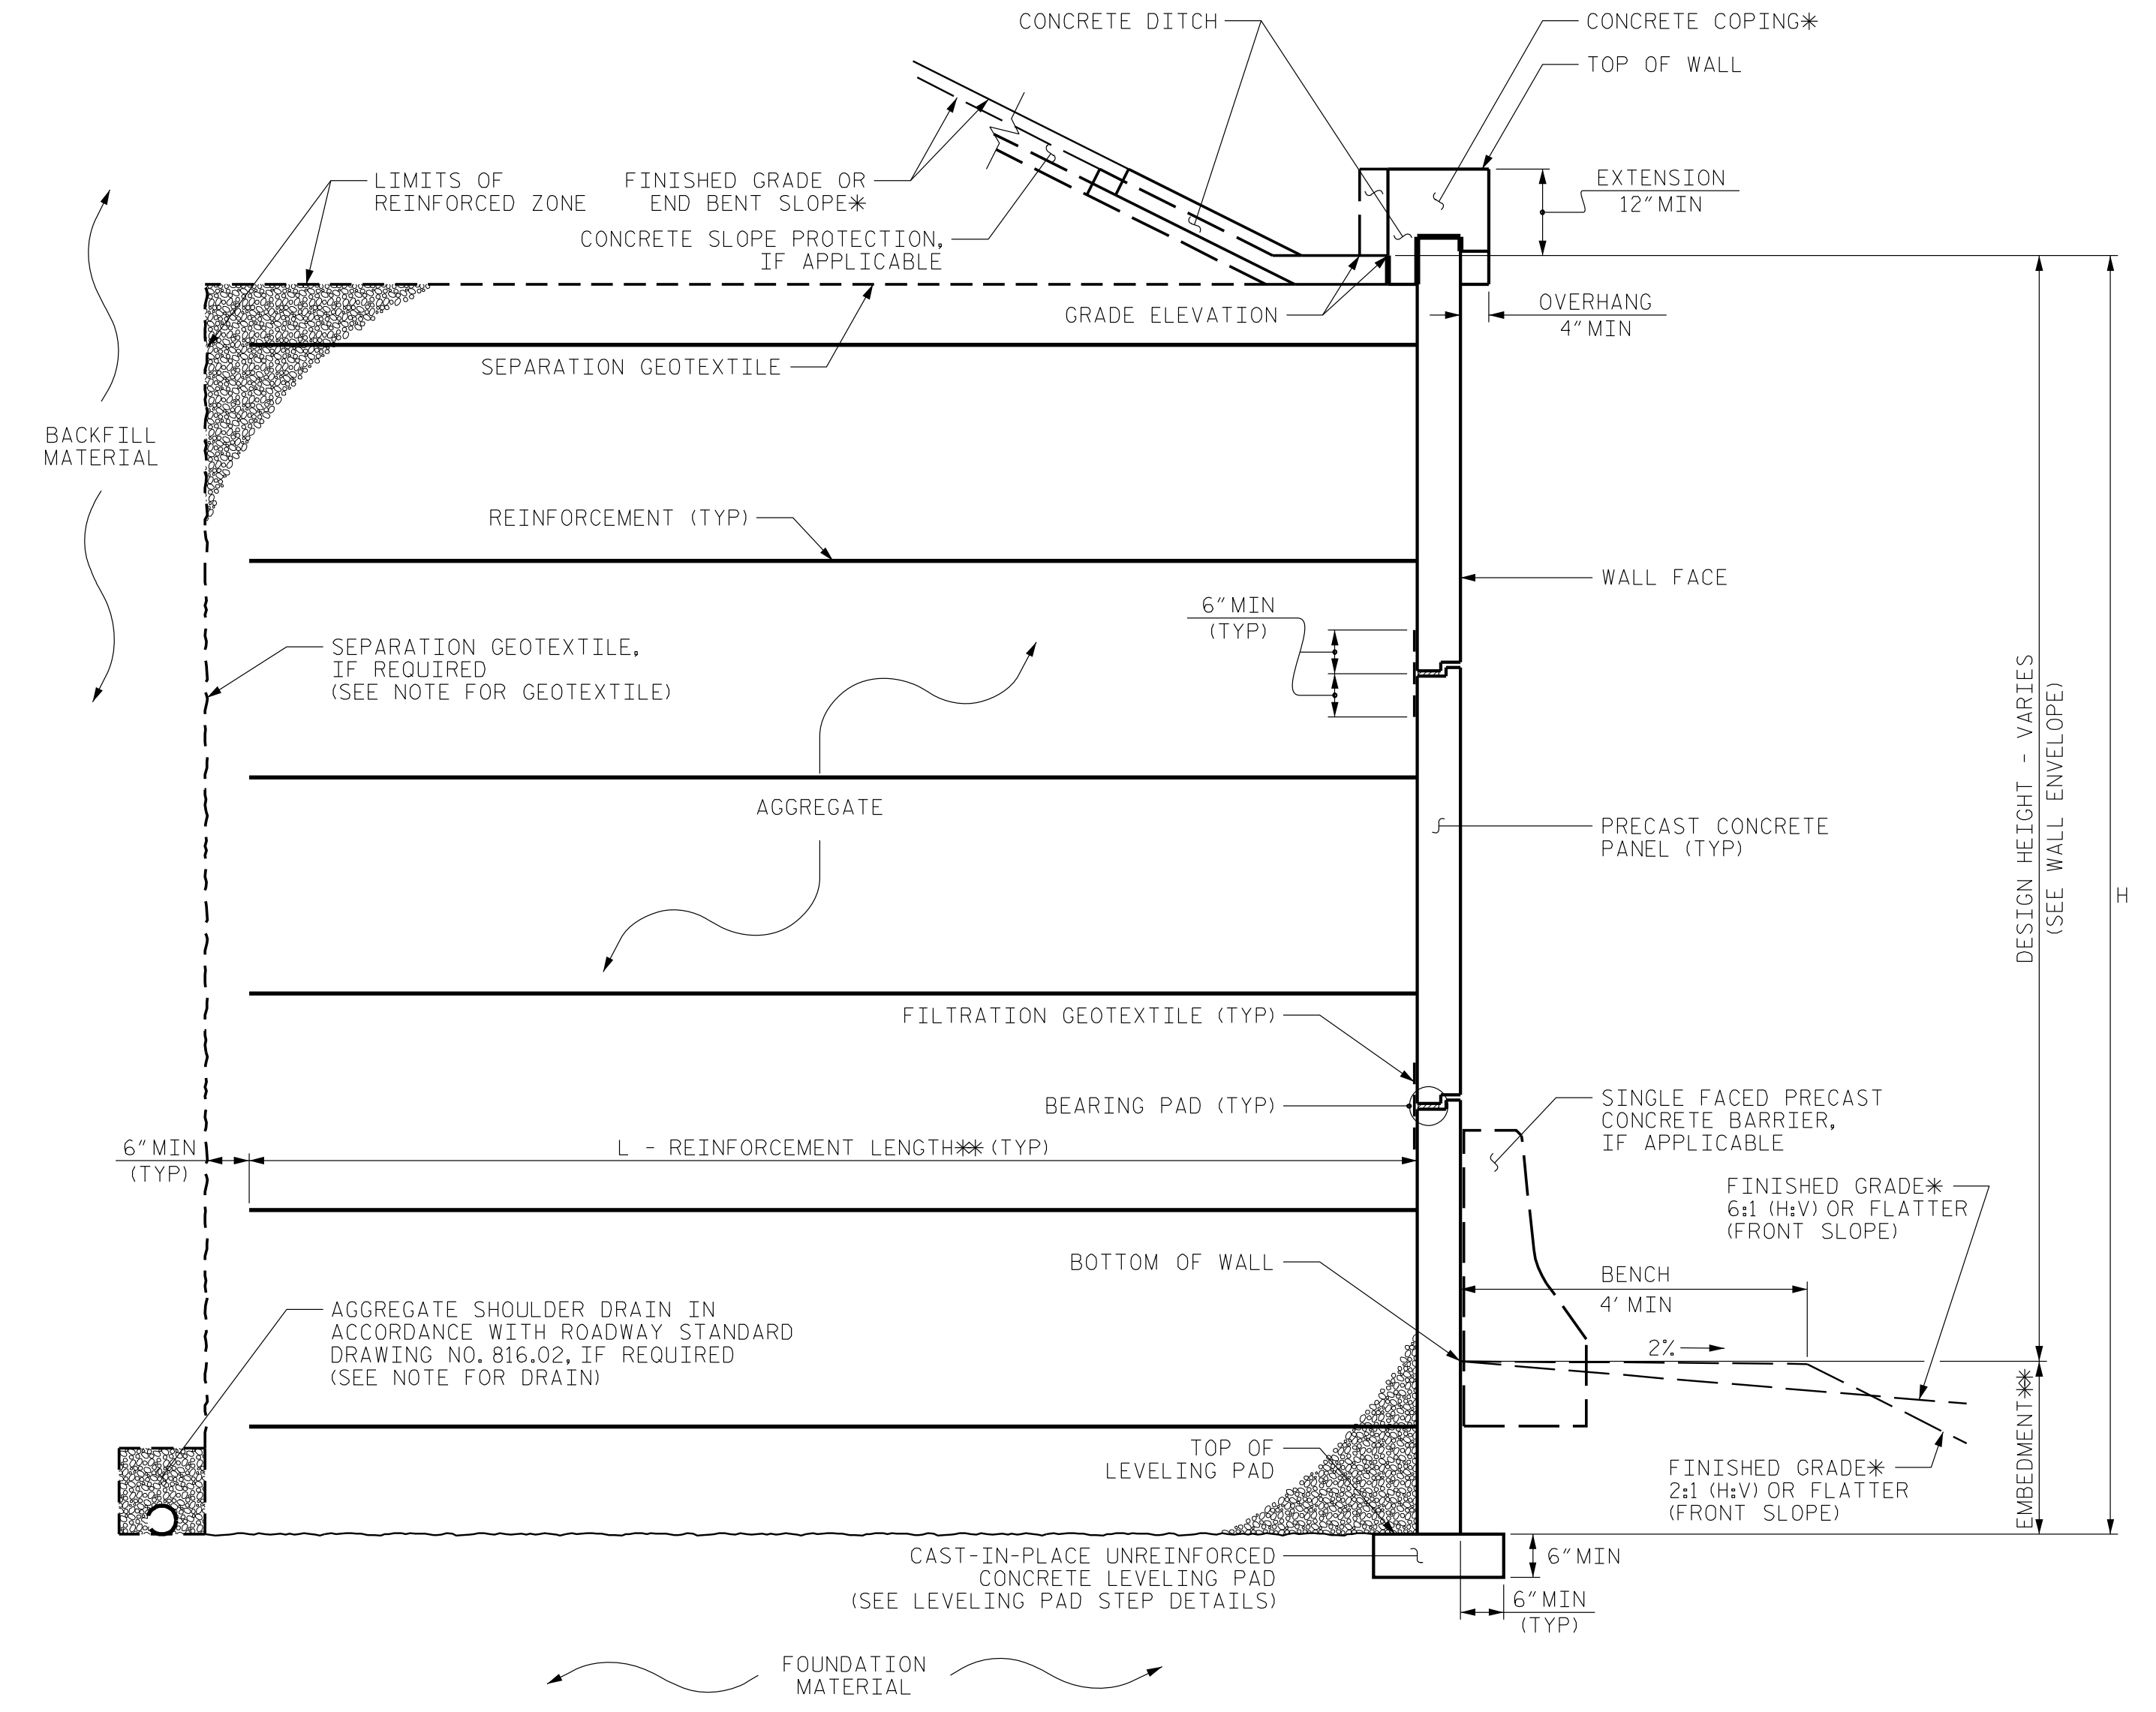 CONCRETE DITCH
CONCRETE COPING*
TOP OF WALL
LIMITS OF
REINFORCED ZONE
FINISHED GRADE OR
END BENT SLOPE*
EXTENSION
12" MIN
CONCRETE SLOPE PROTECTION,
IF APPLICABLE
GRADE ELEVATION
OVERHANG
4" MIN
SEPARATION GEOTEXTILE
BACKFILL
MATERIAL
REINFORCEMENT (TYP)
WALL FACE
6" MIN
(TYP)
SEPARATION GEOTEXTILE,
IF REQUIRED
(SEE NOTE FOR GEOTEXTILE)
AGGREGATE
PRECAST CONCRETE
PANEL (TYP)
DESIGN HEIGHT - VARIES
(SEE WALL ENVELOPE)
H
FILTRATION GEOTEXTILE (TYP)
BEARING PAD (TYP)
SINGLE FACED PRECAST
CONCRETE BARRIER,
IF APPLICABLE
6" MIN
(TYP)
L - REINFORCEMENT LENGTH** (TYP)
FINISHED GRADE*
6:1 (H:V) OR FLATTER
(FRONT SLOPE)
BOTTOM OF WALL
BENCH
4' MIN
2%
AGGREGATE SHOULDER DRAIN IN
ACCORDANCE WITH ROADWAY STANDARD
DRAWING NO. 816.02, IF REQUIRED
(SEE NOTE FOR DRAIN)
EMBEDMENT**
TOP OF
LEVELING PAD
FINISHED GRADE*
2:1 (H:V) OR FLATTER
(FRONT SLOPE)
CAST-IN-PLACE UNREINFORCED
CONCRETE LEVELING PAD
(SEE LEVELING PAD STEP DETAILS)
6" MIN
6" MIN
(TYP)
FOUNDATION
MATERIAL